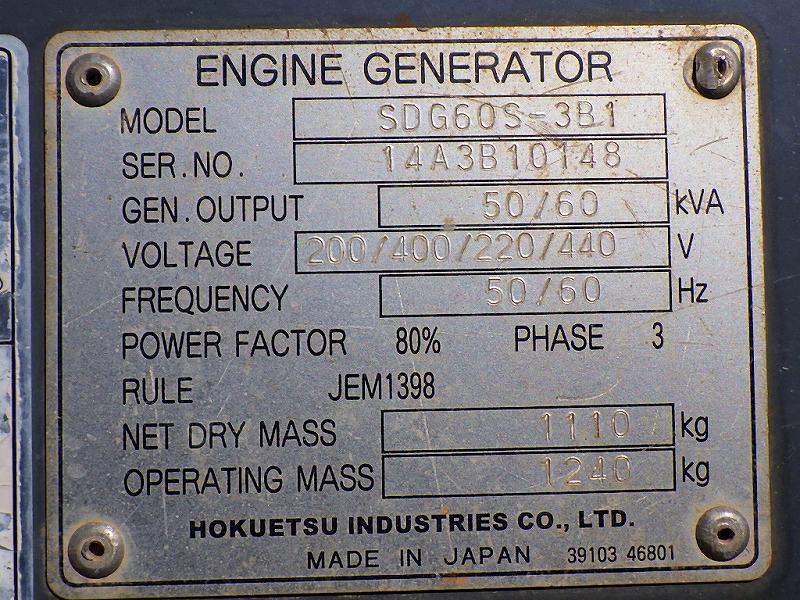 ENGINE GENERATOR
MODEL SDG60S-3B1
SER.NO. 14A3B10148
GEN.OUTPUT 50/60 kVA
VOLTAGE 200/400/220/440 V
FREQUENCY 50/60 Hz
POWER FACTOR 80% PHASE 3
RULE JEM1398
NET DRY MASS 1110 kg
OPERATING MASS 1240 kg
HOKUETSU INDUSTRIES CO., LTD.
MADE IN JAPAN 39103 46801